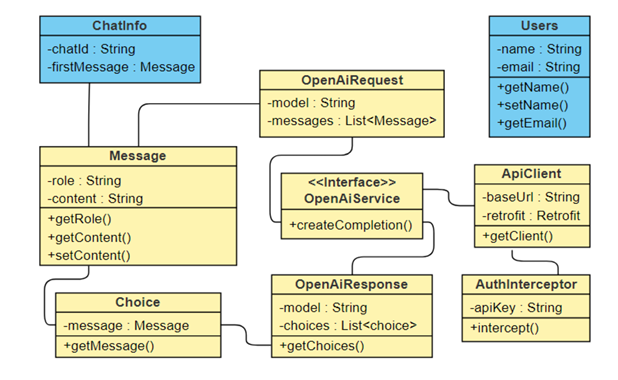 ChatInfo
-chatId : String
-firstMessage : Message
Users
-name : String
-email : String
+getName()
+setName()
+getEmail()
OpenAiRequest
-model : String
-messages : List<Message>
Message
-role : String
-content : String
+getRole()
+getContent()
+setContent()
<<Interface>>
OpenAiService
+createCompletion()
ApiClient
-baseUrl : String
-retrofit : Retrofit
+getClient()
Choice
-message : Message
+getMessage()
OpenAiResponse
-model : String
-choices : List<choice>
+getChoices()
AuthInterceptor
-apiKey : String
+intercept()